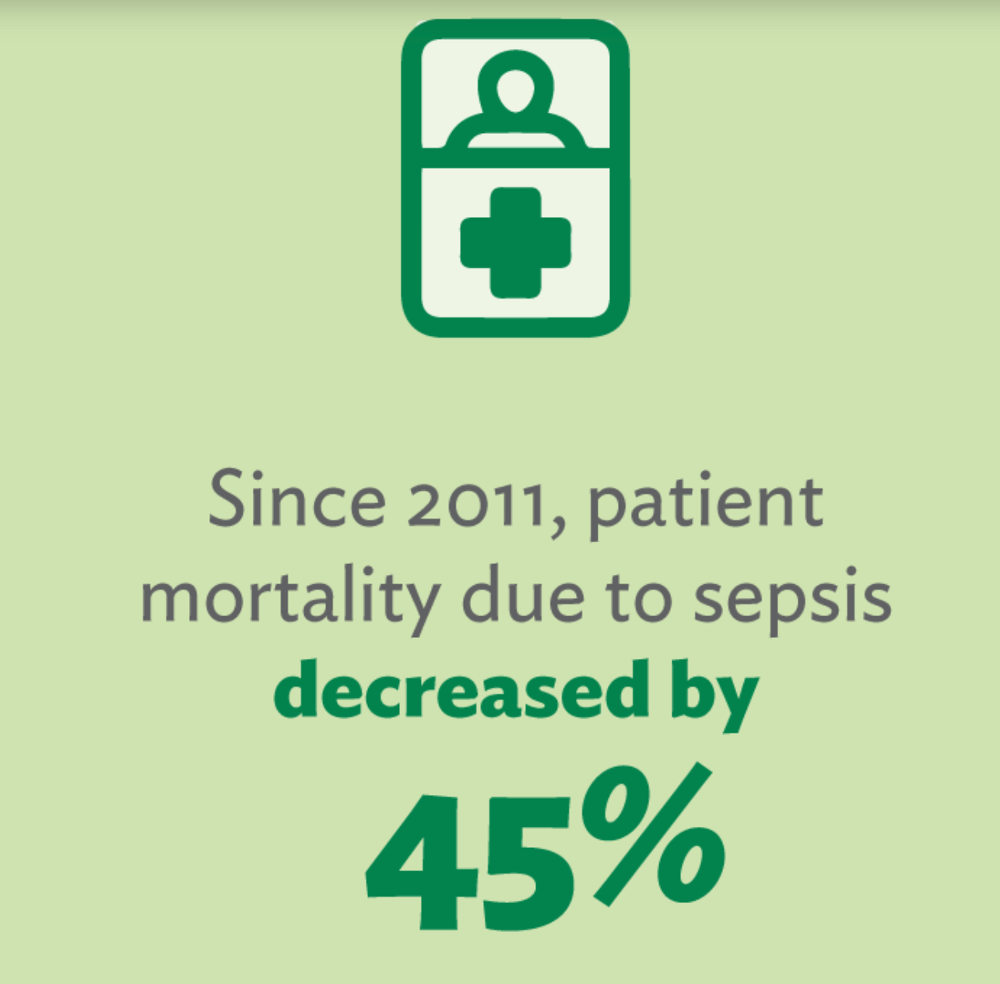 Since 2011, patient
mortality due to sepsis
decreased by
45%